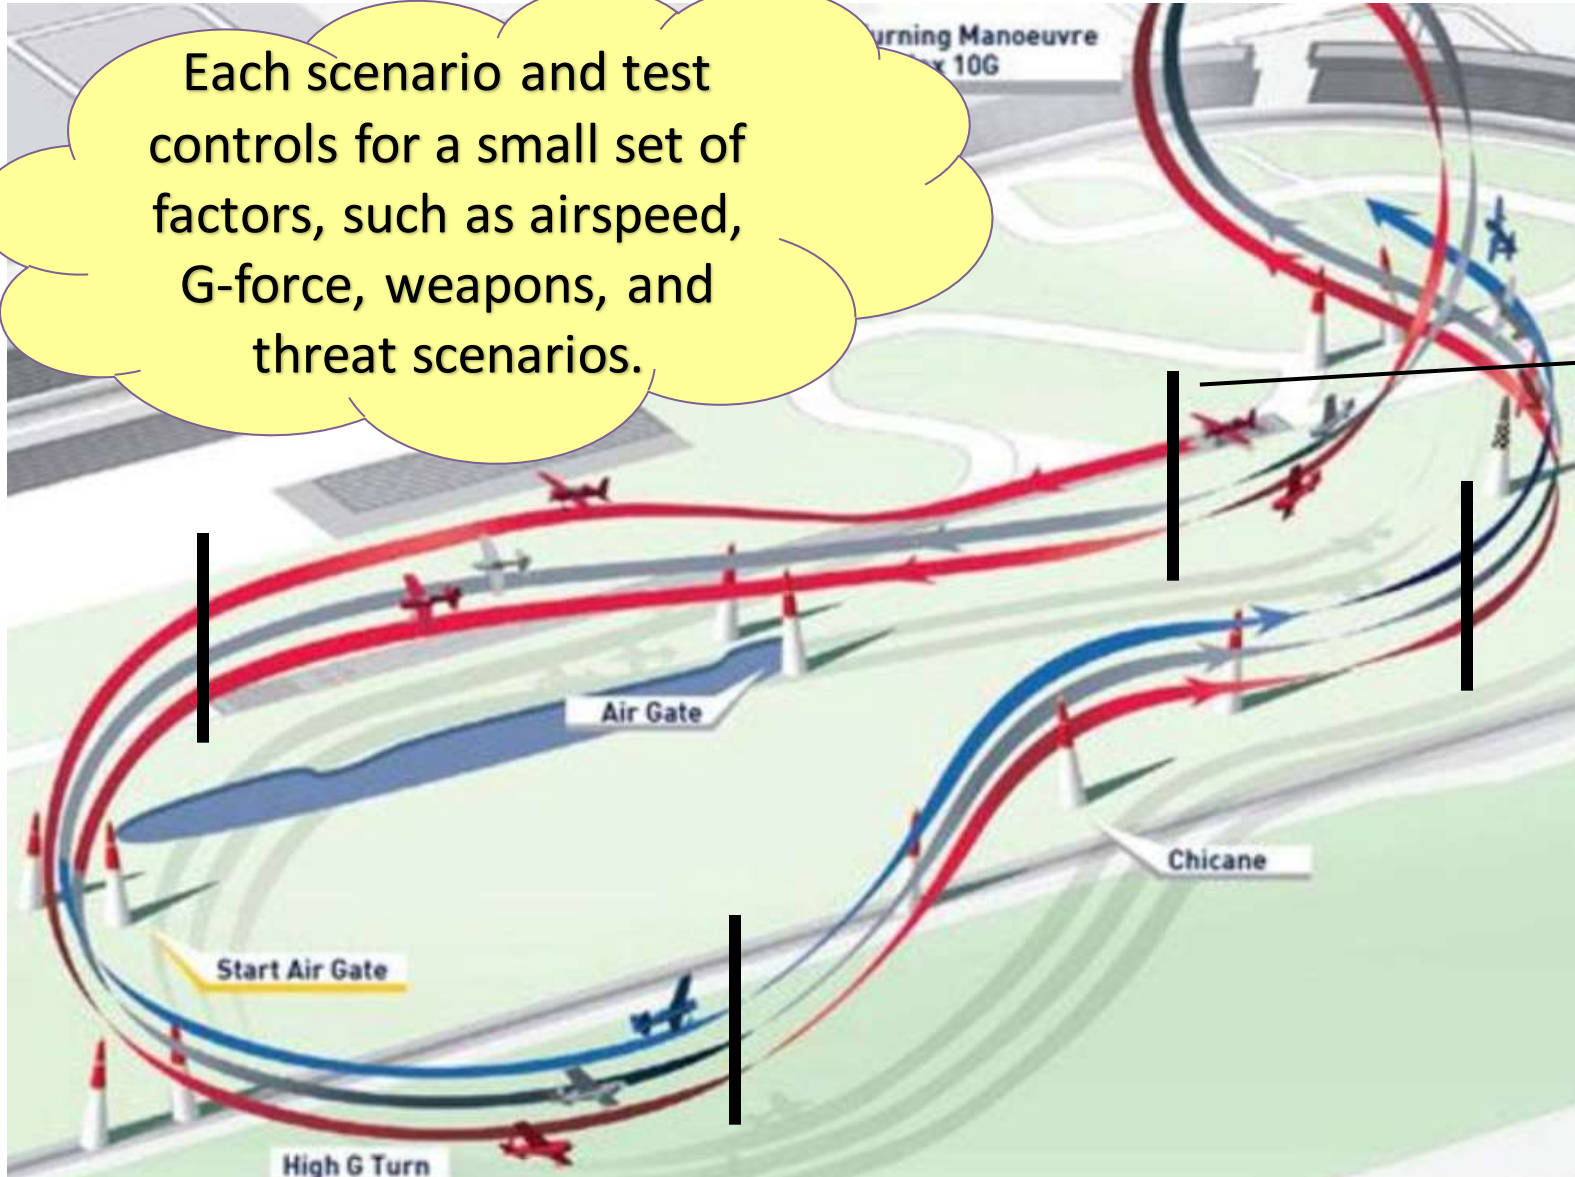 Each scenario and test
controls for a small set of
factors, such as airspeed,
G-force, weapons, and
threat scenarios.
Manoeuvre
10G
Air Gate
Chicane
Start Air Gate
High G Turn